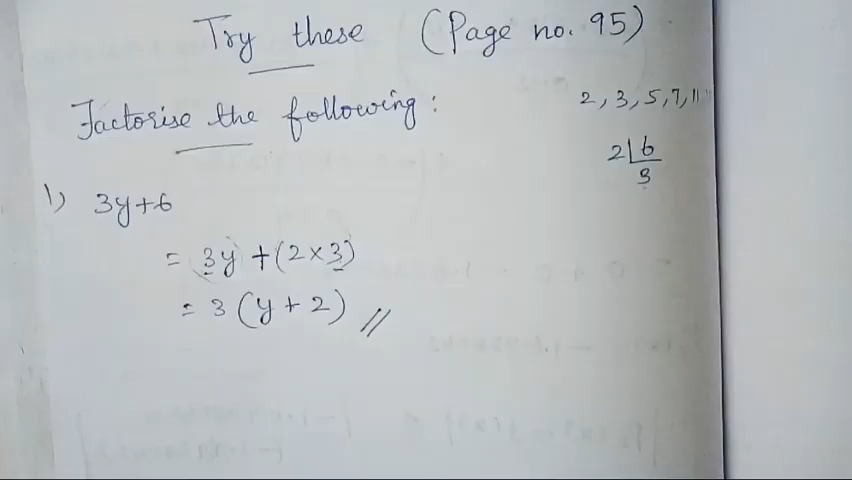 Try these (Page no. 95)
Factorise the following:
2, 3, 5, 7, 11
2 | 6
3
1) 3y+6
= 3y + (2 × 3)
= 3 (y + 2) //